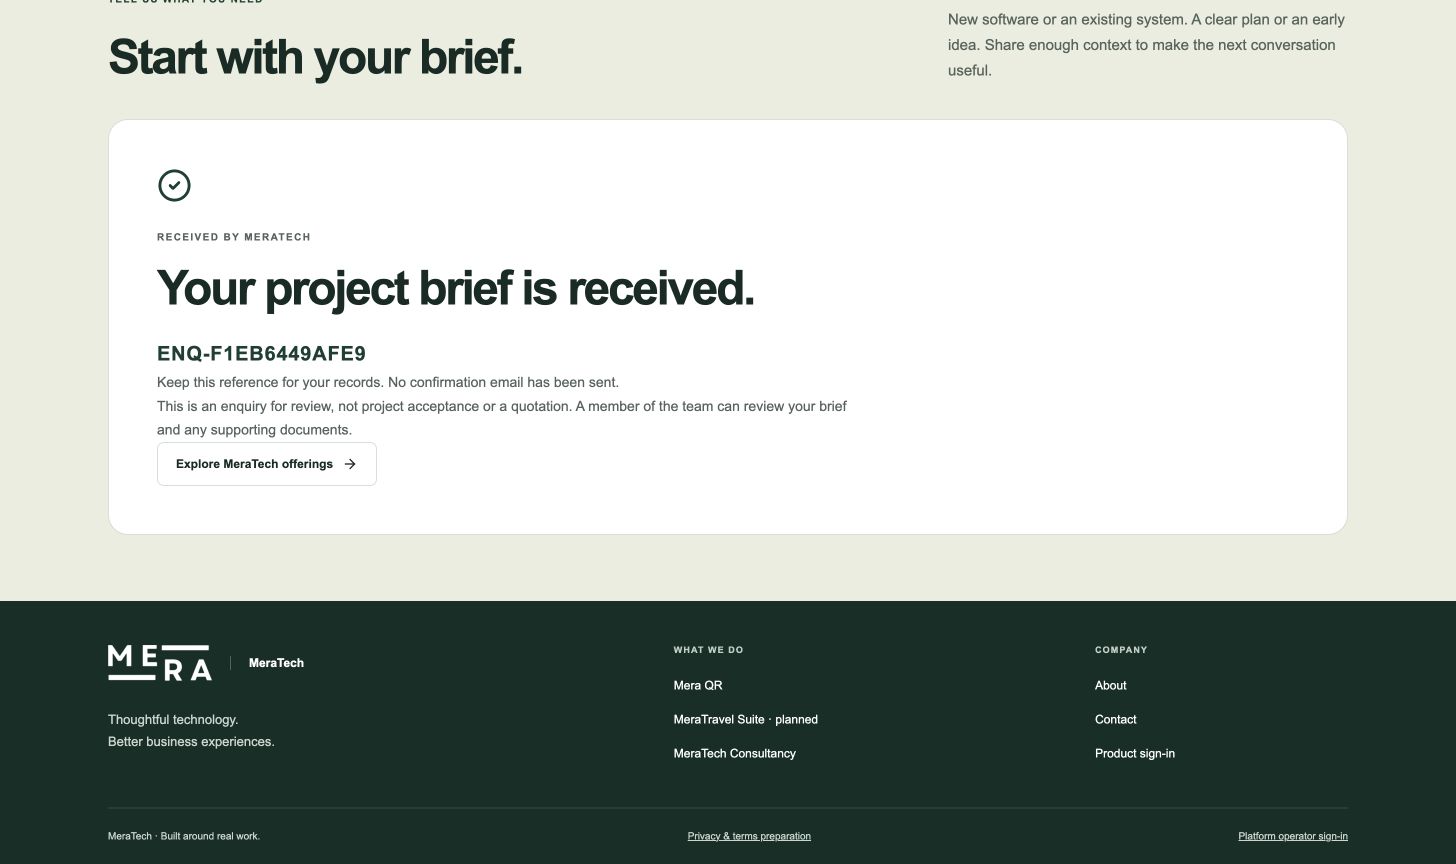 TELL US WHAT YOU NEED
Start with your brief.
New software or an existing system. A clear plan or an early
idea. Share enough context to make the next conversation
useful.
RECEIVED BY MERATECH
Your project brief is received.
ENQ-F1EB6449AFE9
Keep this reference for your records. No confirmation email has been sent.
This is an enquiry for review, not project acceptance or a quotation. A member of the team can review your brief
and any supporting documents.
Explore MeraTech offerings
MERA
MeraTech
Thoughtful technology.
Better business experiences.
WHAT WE DO
Mera QR
MeraTravel Suite · planned
MeraTech Consultancy
COMPANY
About
Contact
Product sign-in
MeraTech · Built around real work.
Privacy & terms preparation
Platform operator sign-in